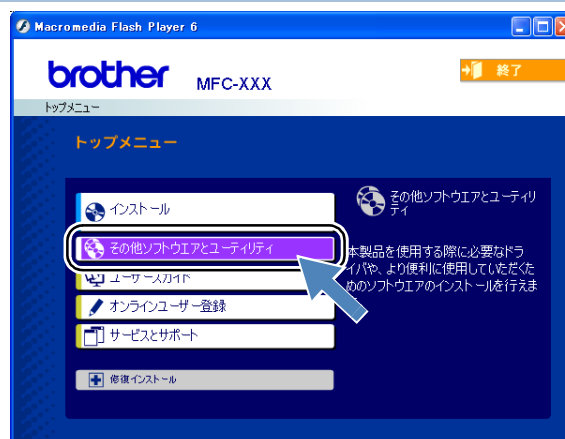 Macromedia Flash Player 6
brother MFC-XXX
終了
トップメニュー
トップメニュー
インストール
その他ソフトウエアとユーティリティ
ユーザーズガイド
オンラインユーザー登録
サービスとサポート
修復インストール
その他ソフトウエアとユーティリ
ティ
本製品を使用する際に必要なドラ
イバや、より便利に使用していただくた
めのソフトウエアのインストールを行えま